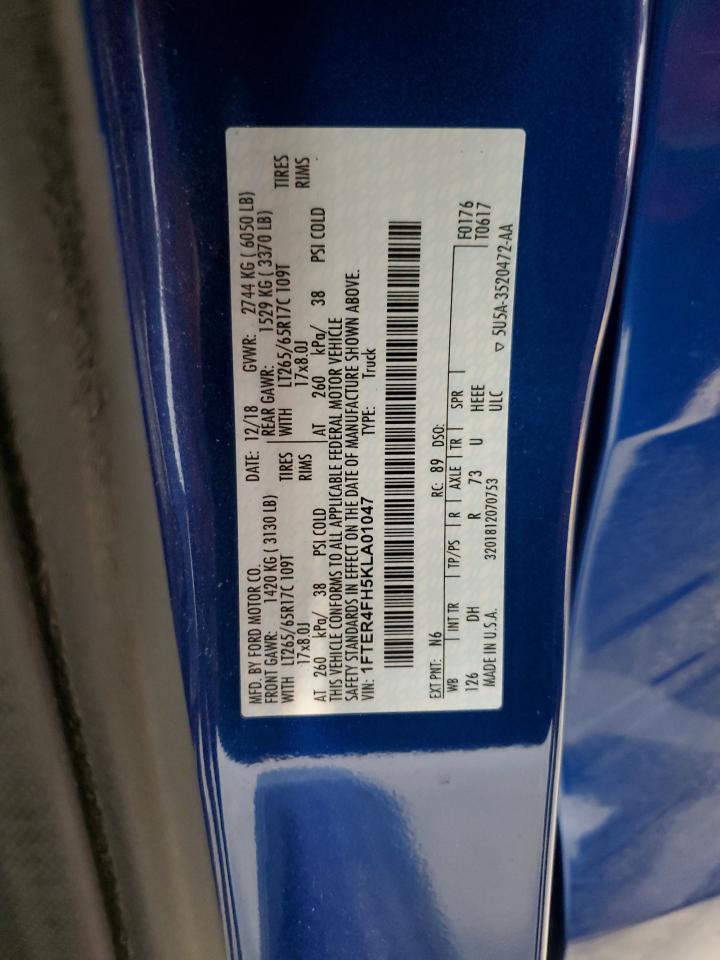 MFD. BY FORD MOTOR CO. DATE: 12/18 GVWR: 2744 KG ( 6050 LB)
FRONT GAWR: 1420 KG ( 3130 LB) REAR GAWR: 1529 KG ( 3370 LB)
WITH LT265/65R17C 109T TIRES WITH LT265/65R17C 109T TIRES
17x8.0J RIMS 17x8.0J RIMS
AT 260 kPa/ 38 PSI COLD AT 260 kPa/ 38 PSI COLD
THIS VEHICLE CONFORMS TO ALL APPLICABLE FEDERAL MOTOR VEHICLE
SAFETY STANDARDS IN EFFECT ON THE DATE OF MANUFACTURE SHOWN ABOVE.
VIN: 1FTER4FH5KLA01047 TYPE: Truck
EXT PNT: N6 RC: 89 DSO:
WB INT TR TP/PS R AXLE TR SPR F0176
126 DH R 73 U HEEE T0617
MADE IN U.S.A. 3201812070753 ULC ▽ 5U5A-3520472-AA